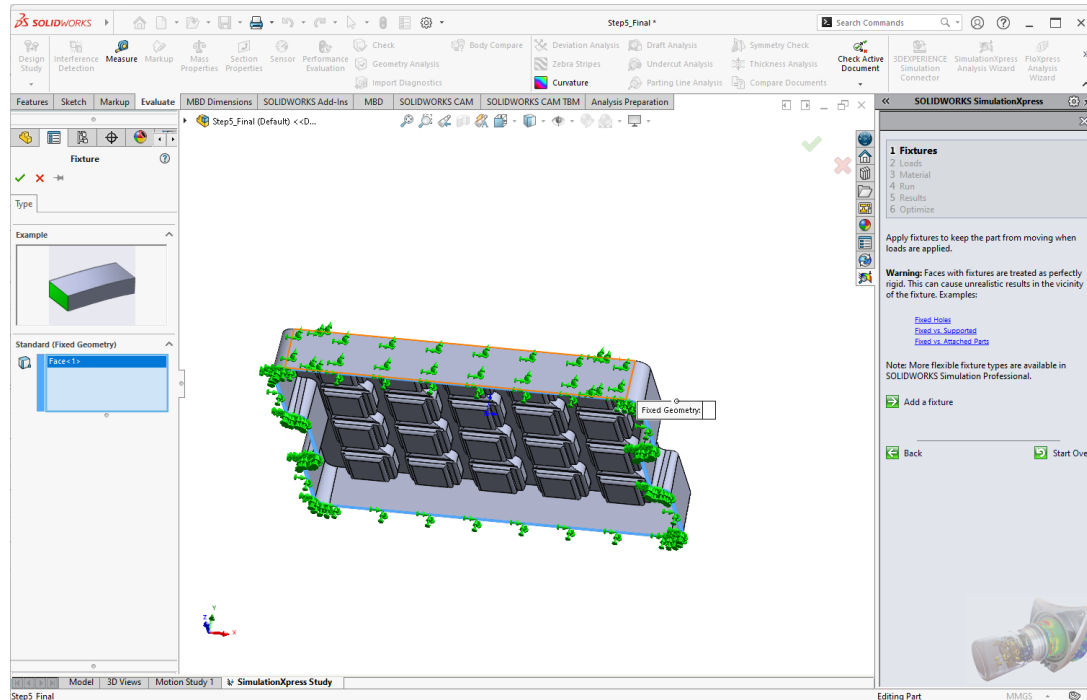 SOLIDWORKS
Step5_Final *
Search Commands
Design Study
Interference Detection
Measure
Markup
Mass Properties
Section Properties
Sensor
Performance Evaluation
Check
Geometry Analysis
Import Diagnostics
Body Compare
Deviation Analysis
Zebra Stripes
Curvature
Draft Analysis
Undercut Analysis
Parting Line Analysis
Symmetry Check
Thickness Analysis
Compare Documents
Check Active Document
3DEXPERIENCE Simulation Connector
SimulationXpress Analysis Wizard
FloXpress Analysis Wizard
Features
Sketch
Markup
Evaluate
MBD Dimensions
SOLIDWORKS Add-Ins
MBD
SOLIDWORKS CAM
SOLIDWORKS CAM TBM
Analysis Preparation
SOLIDWORKS SimulationXpress
Step5_Final (Default) <<D...
Fixture
Type
Example
Standard (Fixed Geometry)
Face<1>
Fixed Geometry:
Y
Z
X
1 Fixtures
2 Loads
3 Material
4 Run
5 Results
6 Optimize
Apply fixtures to keep the part from moving when
loads are applied.
Warning: Faces with fixtures are treated as perfectly
rigid. This can cause unrealistic results in the vicinity
of the fixture. Examples:
Fixed Holes
Fixed vs. Supported
Fixed vs. Attached Parts
Note: More flexible fixture types are available in
SOLIDWORKS Simulation Professional.
Add a fixture
Back
Start Ove
Model
3D Views
Motion Study 1
SimulationXpress Study
Step5_Final
Editing Part
MMGS